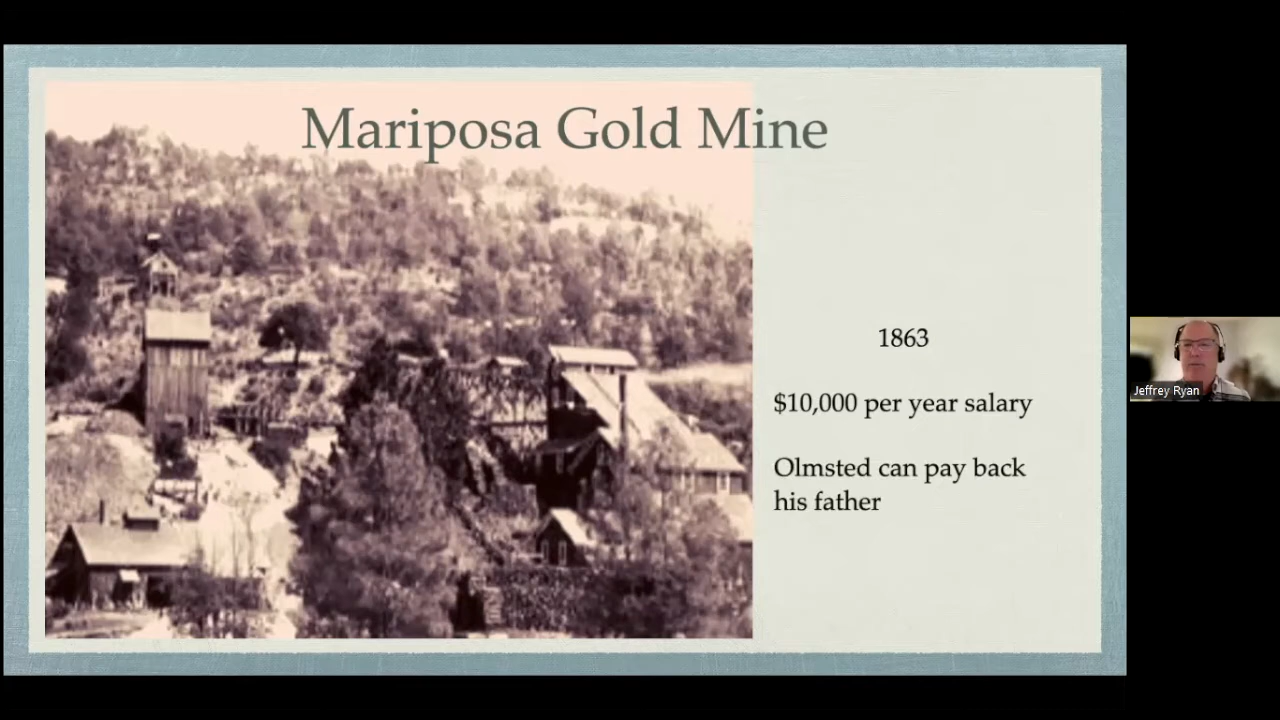 Mariposa Gold Mine
1863
$10,000 per year salary
Olmsted can pay back
his father
Jeffrey Ryan